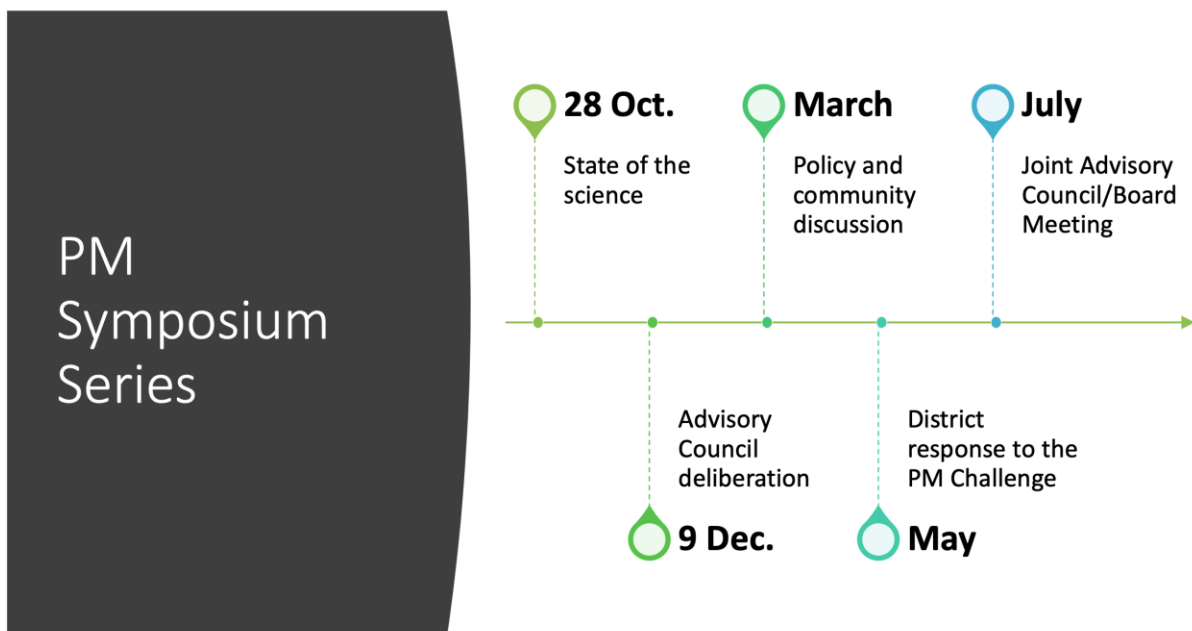 PM
Symposium
Series
28 Oct.
State of the
science
March
Policy and
community
discussion
July
Joint Advisory
Council/Board
Meeting
Advisory
Council
deliberation
9 Dec.
District
response to the
PM Challenge
May